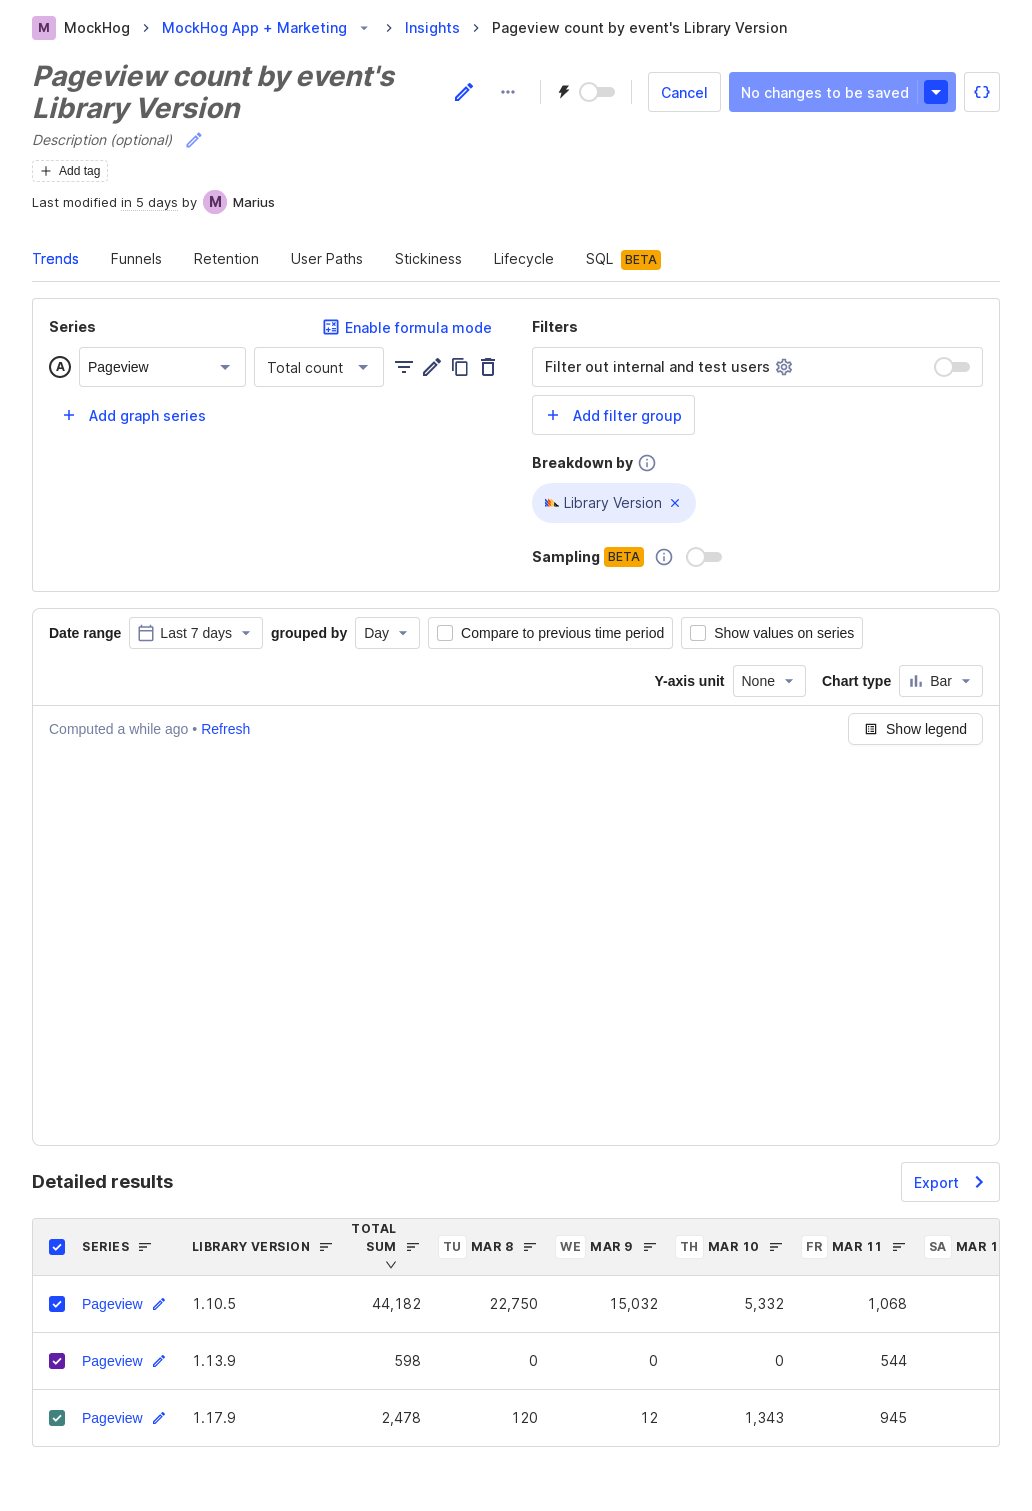 M MockHog > MockHog App + Marketing > Insights > Pageview count by event's Library Version
Pageview count by event's
Library Version
Cancel
No changes to be saved
Description (optional)
Add tag
Last modified in 5 days by M Marius
Trends Funnels Retention User Paths Stickiness Lifecycle SQL BETA
Series
Enable formula mode
A Pageview Total count
+ Add graph series
Filters
Filter out internal and test users
+ Add filter group
Breakdown by
Library Version
Sampling BETA
Date range Last 7 days grouped by Day Compare to previous time period Show values on series
Y-axis unit None Chart type Bar
Computed a while ago • Refresh
Show legend
Detailed results
Export
SERIES LIBRARY VERSION TOTAL SUM TU MAR 8 WE MAR 9 TH MAR 10 FR MAR 11 SA MAR 1
Pageview 1.10.5 44,182 22,750 15,032 5,332 1,068
Pageview 1.13.9 598 0 0 0 544
Pageview 1.17.9 2,478 120 12 1,343 945